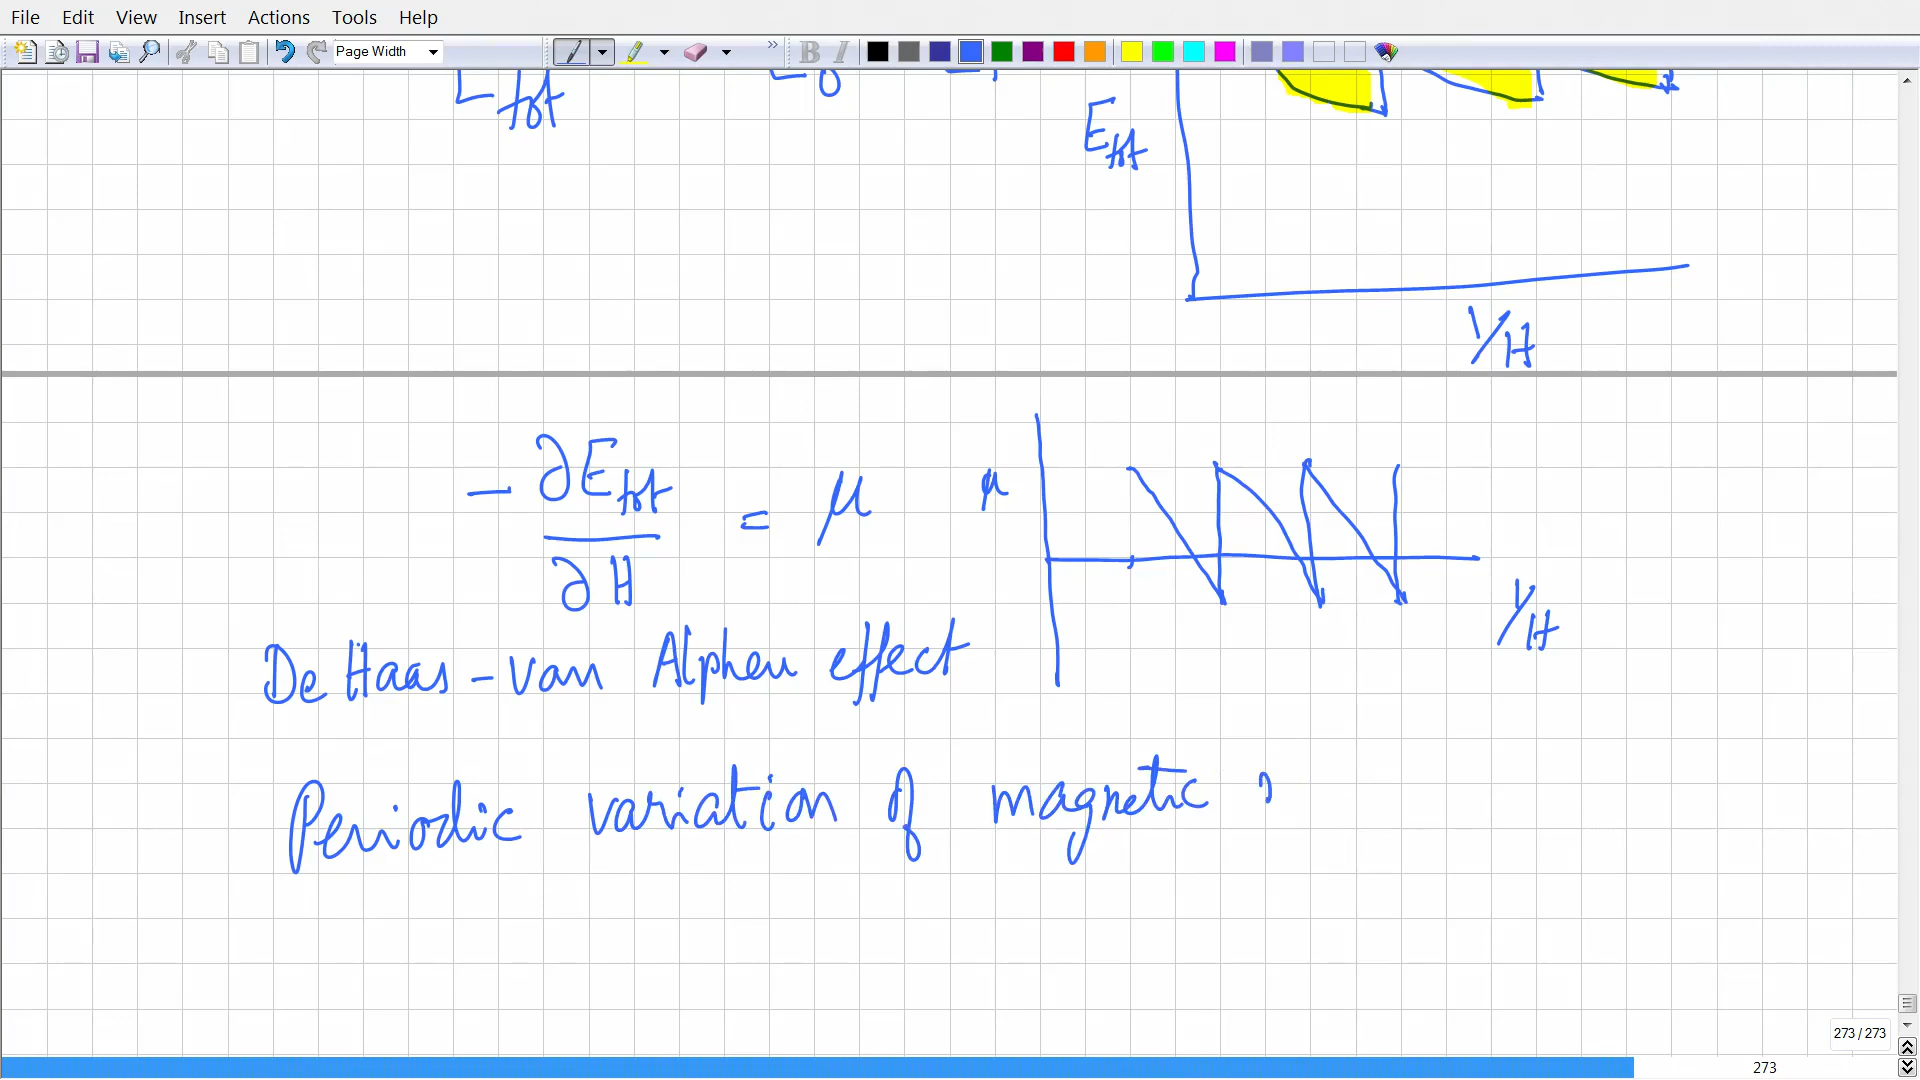 File Edit View Insert Actions Tools Help
Page Width
B I
E_tot
1/H
- ∂E_tot / ∂H = μ
μ
1/H
De Haas-van Alphen effect
Periodic variation of magnetic
273 / 273
273